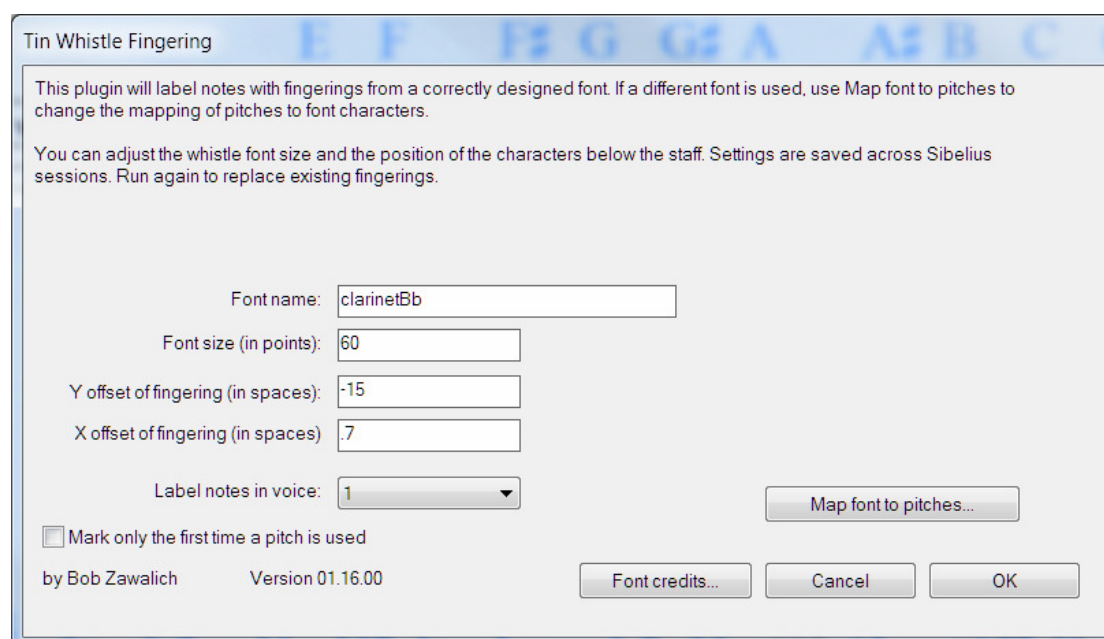 Tin Whistle Fingering
E F F♯ G G♯ A A♯ B C
This plugin will label notes with fingerings from a correctly designed font. If a different font is used, use Map font to pitches to
change the mapping of pitches to font characters.
You can adjust the whistle font size and the position of the characters below the staff. Settings are saved across Sibelius
sessions. Run again to replace existing fingerings.
Font name: clarinetBb
Font size (in points): 60
Y offset of fingering (in spaces): -15
X offset of fingering (in spaces) .7
Label notes in voice: 1
Map font to pitches...
Mark only the first time a pitch is used
by Bob Zawalich Version 01.16.00
Font credits... Cancel OK